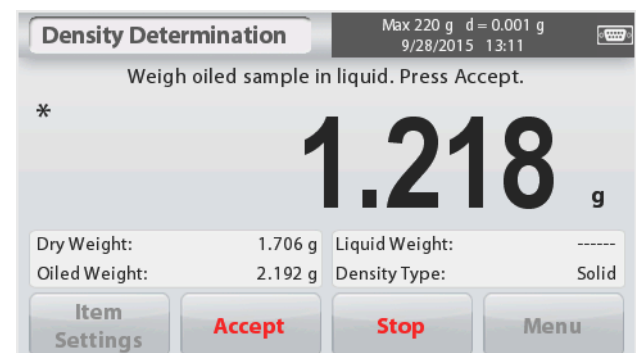 Density Determination
Max 220 g d = 0.001 g
9/28/2015 13:11
Weigh oiled sample in liquid. Press Accept.
*
1.218 g
Dry Weight: 1.706 g Liquid Weight: ------
Oiled Weight: 2.192 g Density Type: Solid
Item
Settings
Accept
Stop
Menu